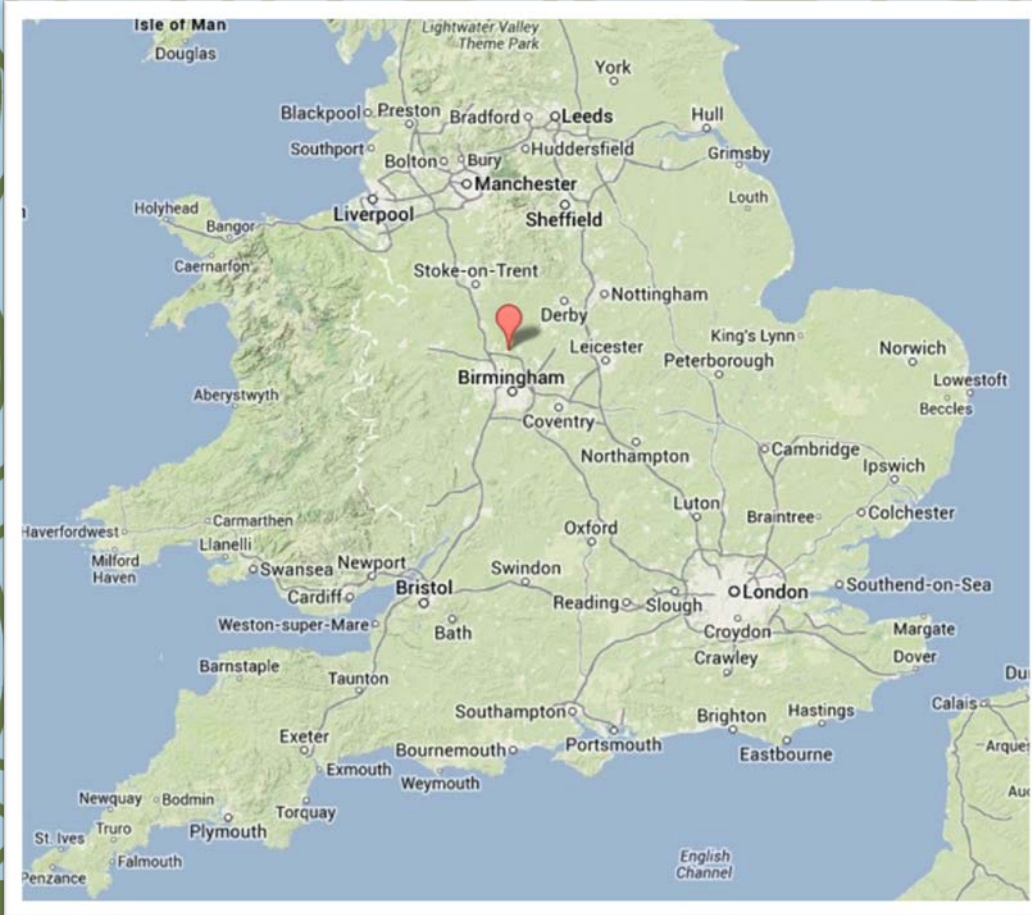 Isle of Man
Douglas
Lightwater Valley
Theme Park
York
Blackpool
Preston
Bradford
Leeds
Hull
Southport
Bolton
Bury
Huddersfield
Grimsby
Manchester
Louth
Holyhead
Liverpool
Sheffield
Bangor
Caernarfon
Stoke-on-Trent
Nottingham
Derby
King's Lynn
Leicester
Peterborough
Norwich
Birmingham
Lowestoft
Aberystwyth
Beccles
Coventry
Northampton
Cambridge
Ipswich
Luton
Braintree
Colchester
Haverfordwest
Carmarthen
Oxford
Llanelli
Milford
Haven
Swansea
Newport
Swindon
Cardiff
Bristol
Reading
Slough
London
Southend-on-Sea
Weston-super-Mare
Bath
Croydon
Margate
Barnstaple
Crawley
Dover
Taunton
Du
Southampton
Brighton
Hastings
Calais
Exeter
Bournemouth
Portsmouth
Eastbourne
Arque
Exmouth
Weymouth
Newquay
Bodmin
Torquay
Truro
Plymouth
St. Ives
Falmouth
Penzance
English
Channel